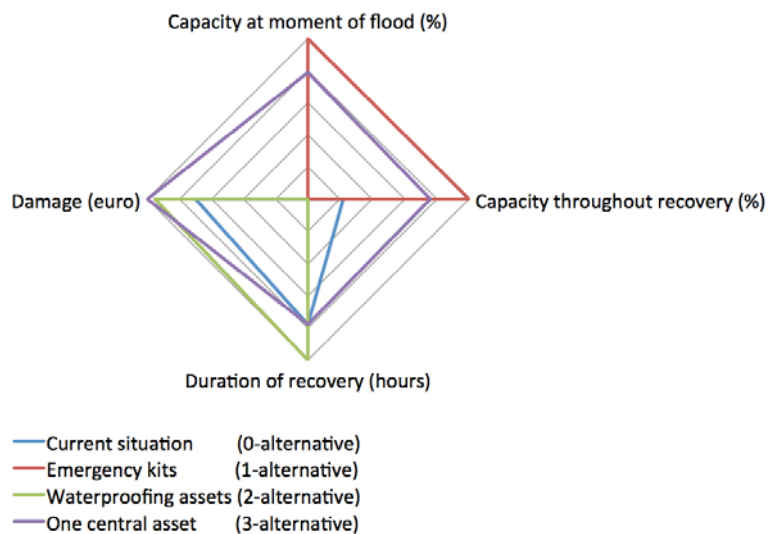 Capacity at moment of flood (%)
Damage (euro)
Capacity throughout recovery (%)
Duration of recovery (hours)
Current situation (0-alternative)
Emergency kits (1-alternative)
Waterproofing assets (2-alternative)
One central asset (3-alternative)